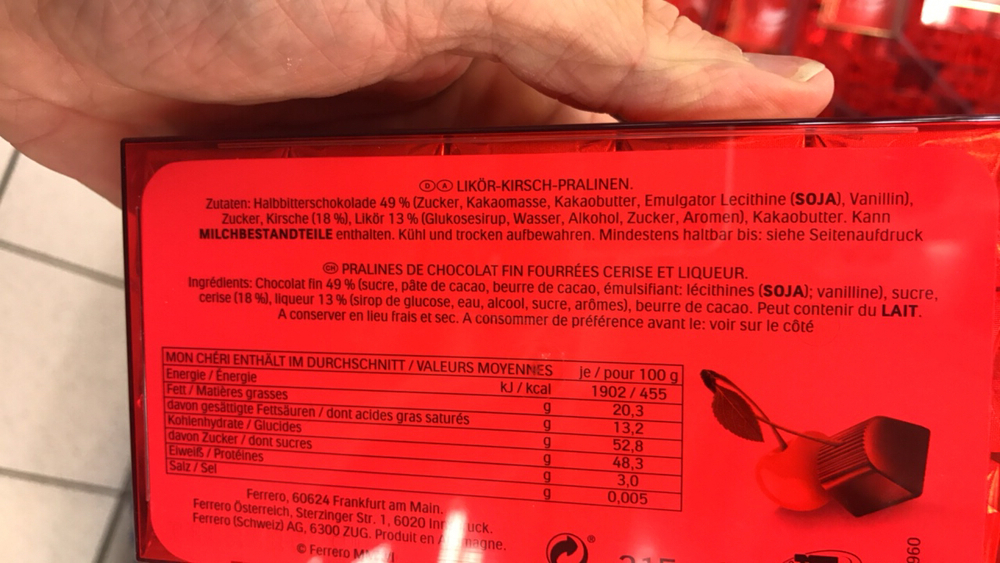 D A LIKÖR-KIRSCH-PRALINEN.
Zutaten: Halbbitterschokolade 49 % (Zucker, Kakaomasse, Kakaobutter, Emulgator Lecithine (SOJA), Vanillin),
Zucker, Kirsche (18 %), Likör 13 % (Glukosesirup, Wasser, Alkohol, Zucker, Aromen), Kakaobutter. Kann
MILCHBESTANDTEILE enthalten. Kühl und trocken aufbewahren. Mindestens haltbar bis: siehe Seitenaufdruck
CH PRALINES DE CHOCOLAT FIN FOURRÉES CERISE ET LIQUEUR.
Ingrédients: Chocolat fin 49 % (sucre, pâte de cacao, beurre de cacao, émulsifiant: lécithines (SOJA); vanilline), sucre,
cerise (18 %), liqueur 13 % (sirop de glucose, eau, alcool, sucre, arômes), beurre de cacao. Peut contenir du LAIT.
A conserver en lieu frais et sec. A consommer de préférence avant le: voir sur le côté
MON CHÉRI ENTHÄLT IM DURCHSCHNITT / VALEURS MOYENNES je / pour 100 g
Energie / Énergie kJ / kcal 1902 / 455
Fett / Matières grasses g 20,3
davon gesättigte Fettsäuren / dont acides gras saturés g 13,2
Kohlenhydrate / Glucides g 52,8
davon Zucker / dont sucres g 48,3
Eiweiß / Protéines g 3,0
Salz / Sel g 0,005
Ferrero, 60624 Frankfurt am Main.
Ferrero Österreich, Sterzinger Str. 1, 6020
Ferrero (Schweiz) AG, 6300 ZUG. Produit en
© Ferrero
®
960